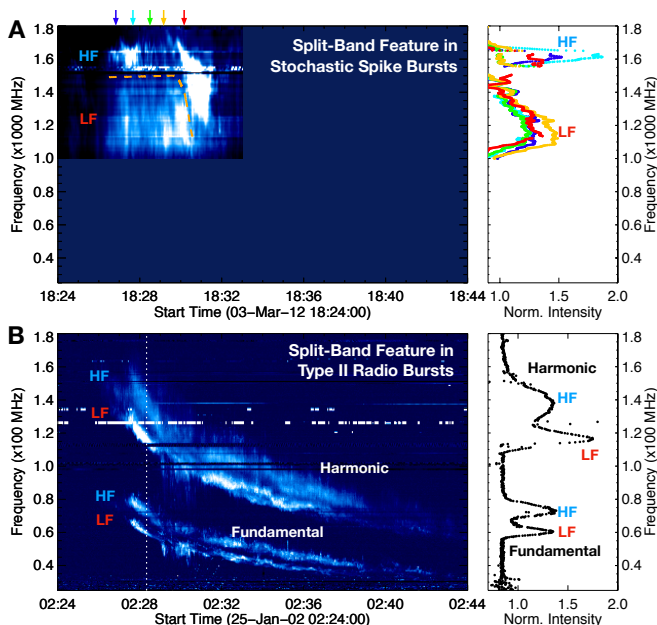 A
1.8
1.6
1.4
1.2
1.0
0.8
0.6
0.4
Frequency (x1000 MHz)
HF
LF
Split-Band Feature in
Stochastic Spike Bursts
18:24 18:28 18:32 18:36 18:40 18:44
Start Time (03-Mar-12 18:24:00)
1.8
1.6
1.4
1.2
1.0
0.8
0.6
0.4
Frequency (x1000 MHz)
HF
LF
1.0 1.5 2.0
Norm. Intensity
B
1.8
1.6
1.4
1.2
1.0
0.8
0.6
0.4
Frequency (x100 MHz)
HF
LF
HF
LF
Split-Band Feature in
Type II Radio Bursts
Harmonic
Fundamental
02:24 02:28 02:32 02:36 02:40 02:44
Start Time (25-Jan-02 02:24:00)
1.8
1.6
1.4
1.2
1.0
0.8
0.6
0.4
Frequency (x100 MHz)
Harmonic
HF
LF
HF
LF
Fundamental
1.0 1.5 2.0
Norm. Intensity